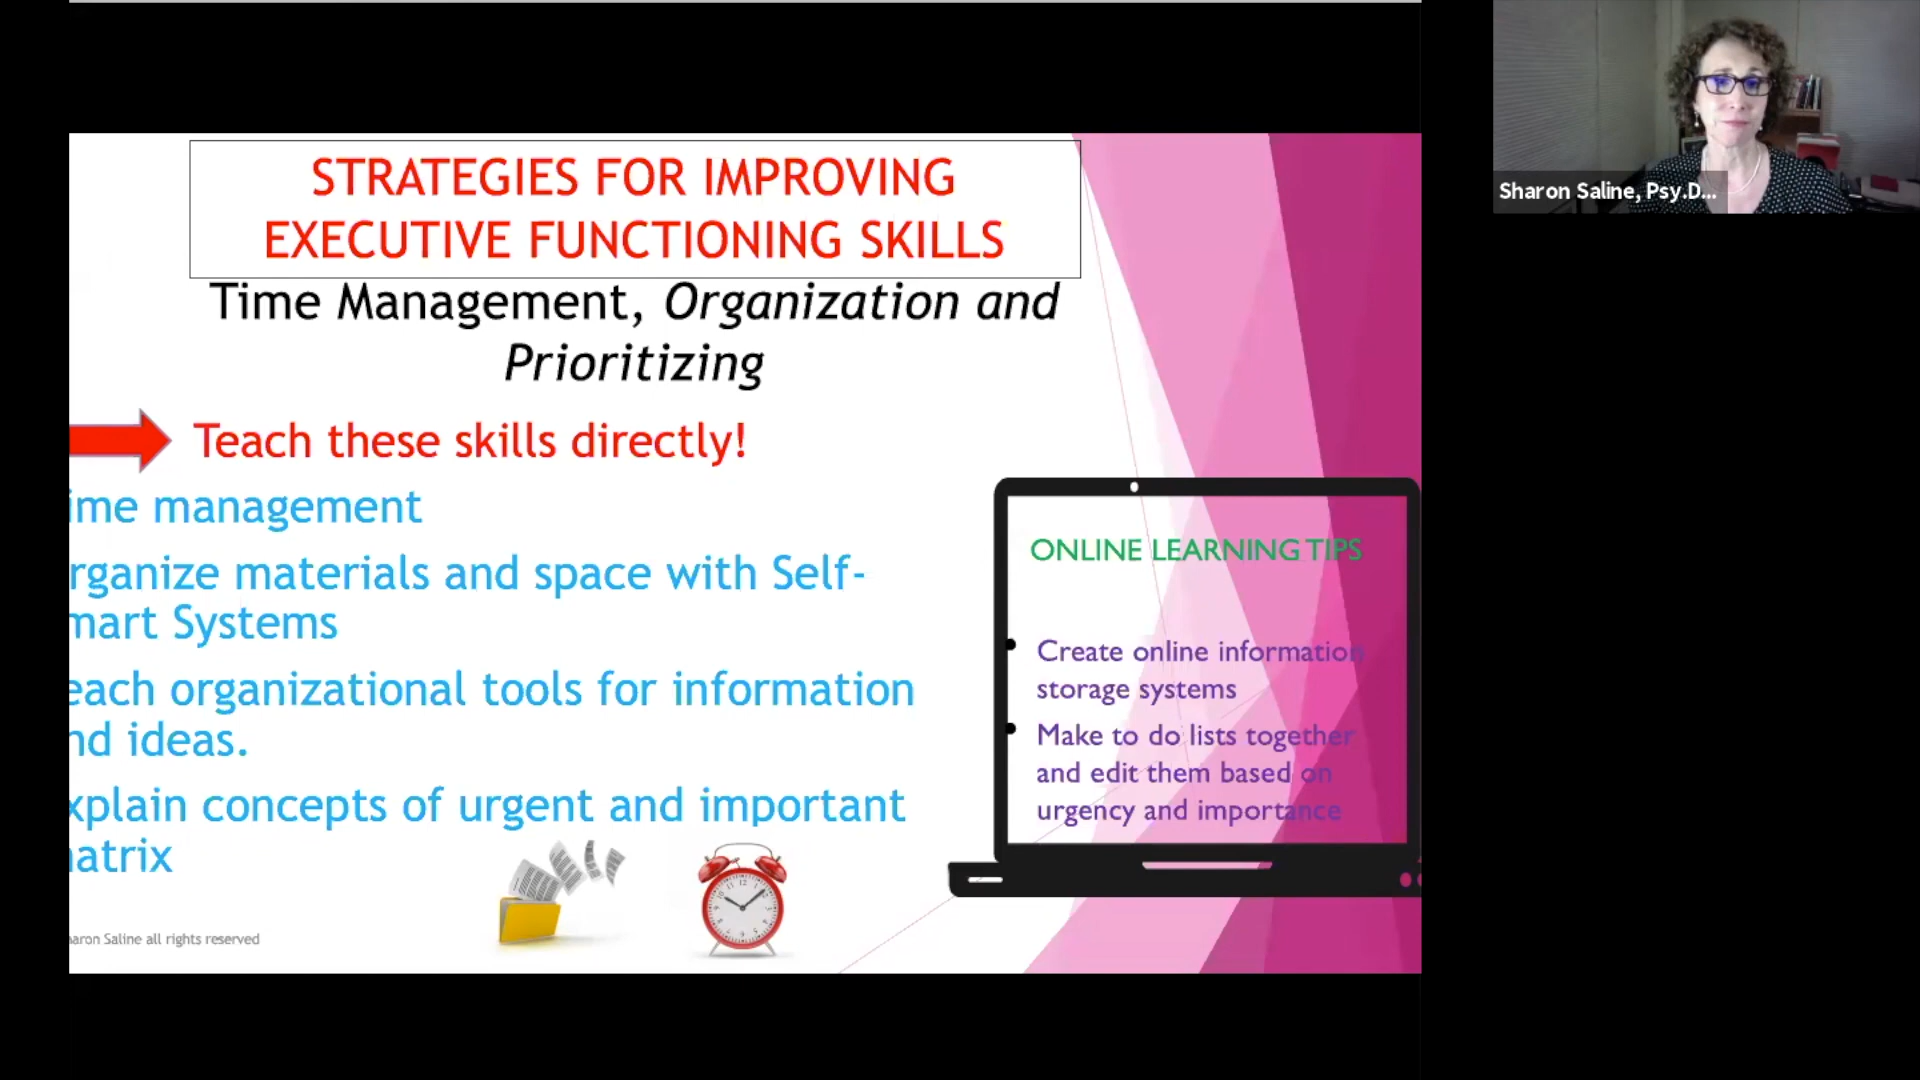 STRATEGIES FOR IMPROVING
EXECUTIVE FUNCTIONING SKILLS
Time Management, Organization and
Prioritizing
Teach these skills directly!
ime management
rganize materials and space with Self-
mart Systems
each organizational tools for information
nd ideas.
xplain concepts of urgent and important
atrix
aron Saline all rights reserved
ONLINE LEARNING TIPS
Create online information
storage systems
Make to do lists together
and edit them based on
urgency and importance
Sharon Saline, Psy.D...